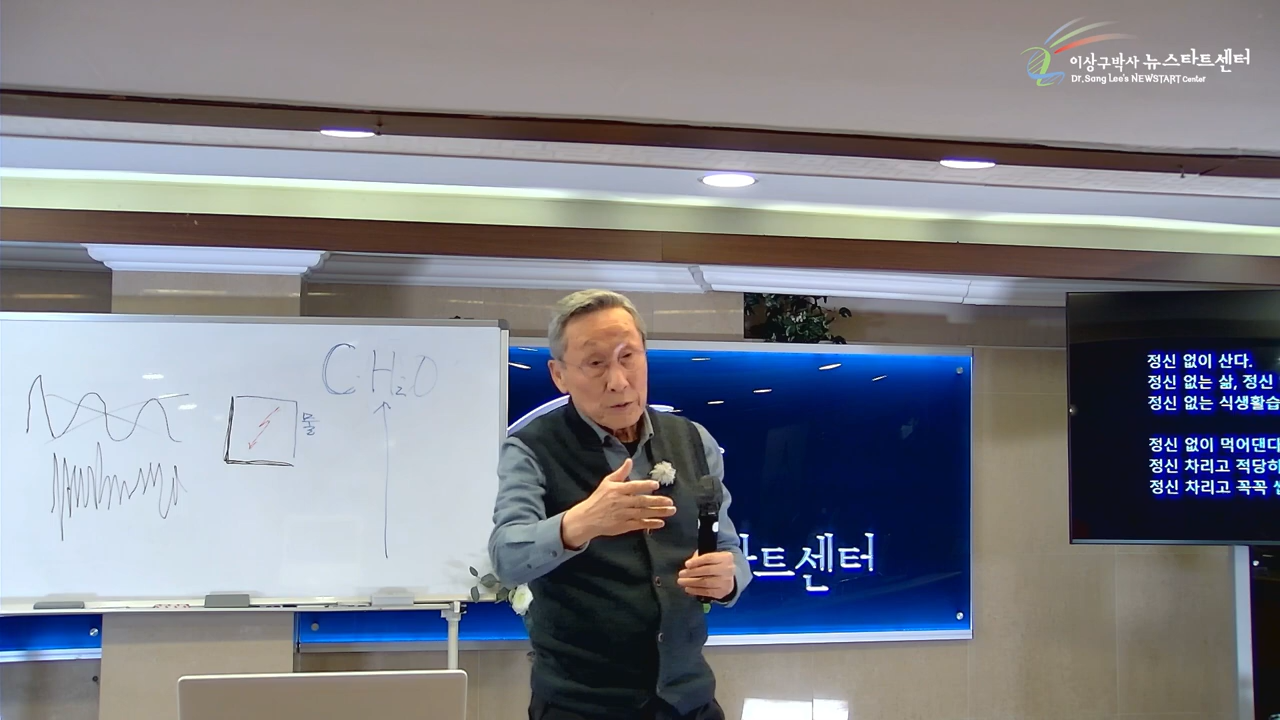 이상구박사 뉴스타트센터
Dr. Sang Lee's NEWSTART Center
CH₂O
물
정신 없이 산다.
정신 없는 삶, 정신
정신 없는 식생활습
정신 없이 먹어댄다
정신 차리고 적당히
정신 차리고 꼭꼭
트센터